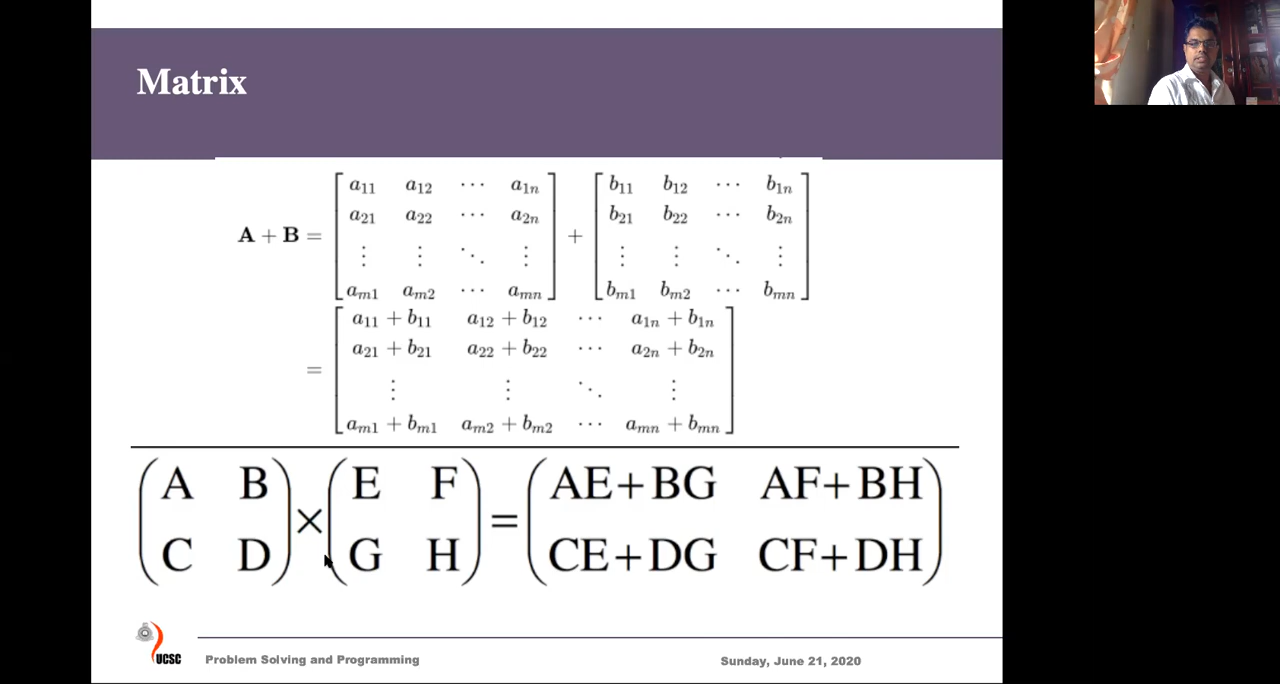 Matrix
A + B = [ a11 a12 ⋯ a1n ] + [ b11 b12 ⋯ b1n ]
a21 a22 ⋯ a2n b21 b22 ⋯ b2n
⋮ ⋮ ⋱ ⋮ ⋮ ⋮ ⋱ ⋮
am1 am2 ⋯ amn bm1 bm2 ⋯ bmn
= [ a11 + b11 a12 + b12 ⋯ a1n + b1n ]
a21 + b21 a22 + b22 ⋯ a2n + b2n
⋮ ⋮ ⋱ ⋮
am1 + bm1 am2 + bm2 ⋯ amn + bmn
( A B ) × ( E F ) = ( AE+BG AF+BH )
C D G H CE+DG CF+DH
UCSC
Problem Solving and Programming
Sunday, June 21, 2020